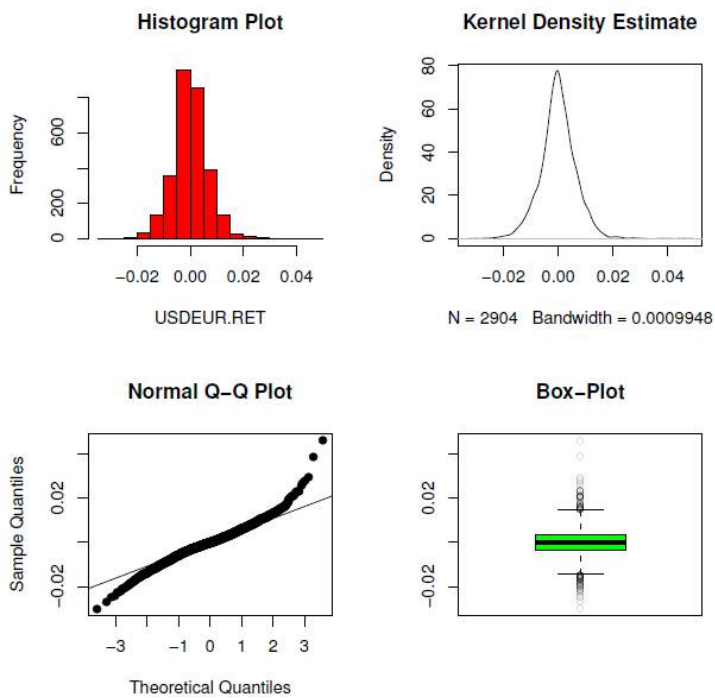 Histogram Plot
Frequency
600
200
0
−0.02 0.00 0.02 0.04
USDEUR.RET
Kernel Density Estimate
Density
80
60
40
20
0
−0.02 0.00 0.02 0.04
N = 2904 Bandwidth = 0.0009948
Normal Q−Q Plot
Sample Quantiles
0.02
−0.02
−3 −1 0 1 2 3
Theoretical Quantiles
Box−Plot
0.02
−0.02